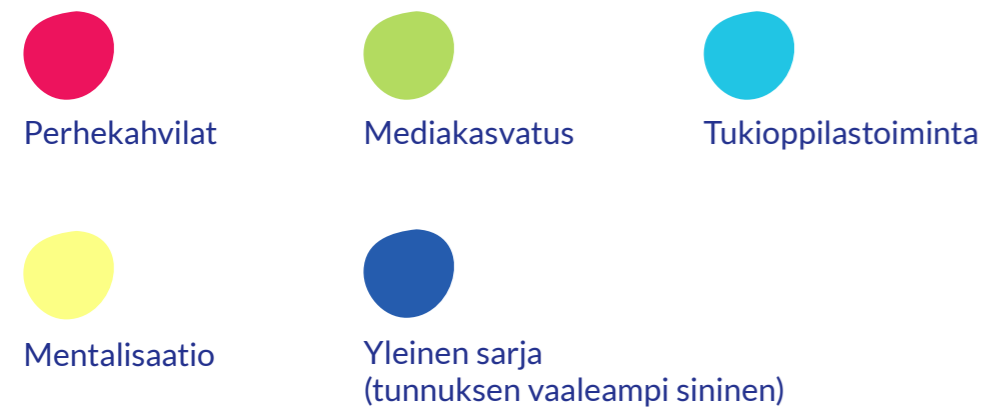 Perhekahvilat
Mediakasvatus
Tukioppilastoiminta
Mentalisaatio
Yleinen sarja
(tunnuksen vaaleampi sininen)